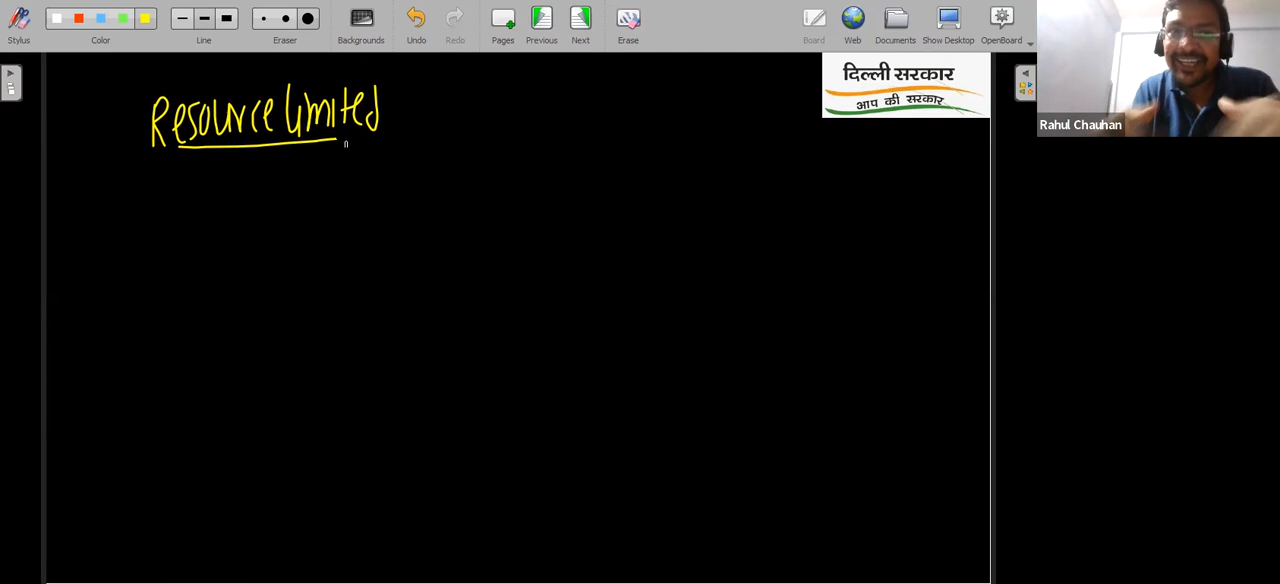 Stylus
Color
Line
Eraser
Backgrounds
Undo
Redo
Pages
Previous
Next
Erase
Board
Web
Documents
Show Desktop
OpenBoard
Resource limited
दिल्ली सरकार
आप की सरकार
Rahul Chauhan